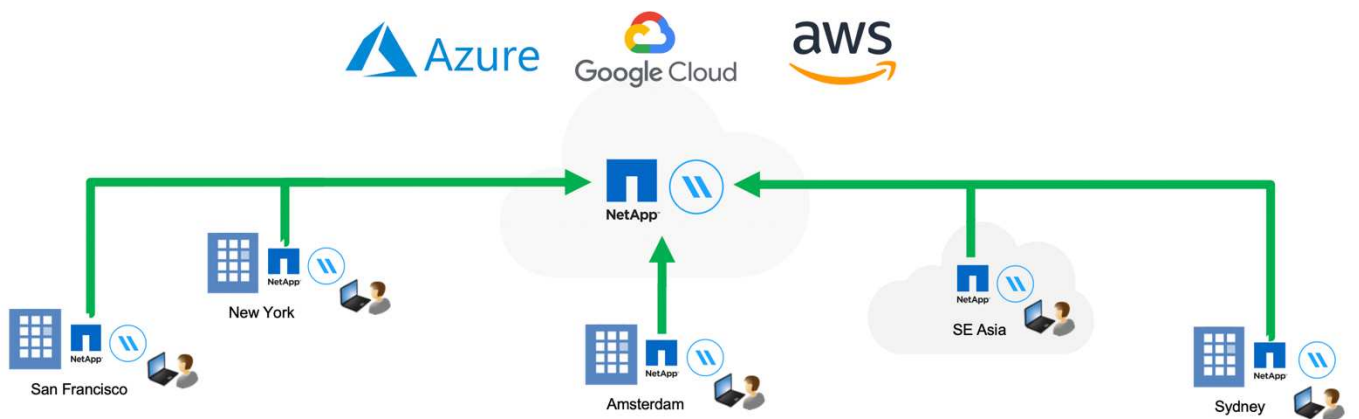 Azure
Google Cloud
aws
NetApp
NetApp
New York
NetApp
SE Asia
NetApp
San Francisco
NetApp
Amsterdam
NetApp
Sydney